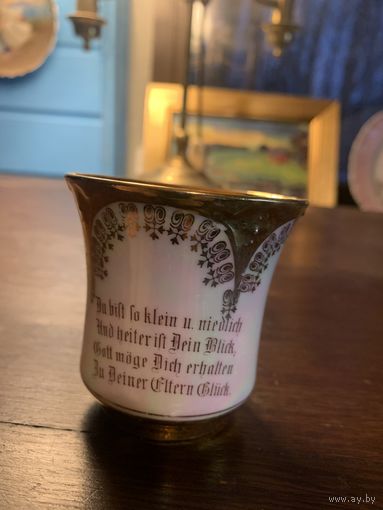 Du bist so klein u. niedlich
Und heiter ist Dein Blick,
Gott möge Dich erhalten
Zu Deiner Eltern Glück.
www.ay.by